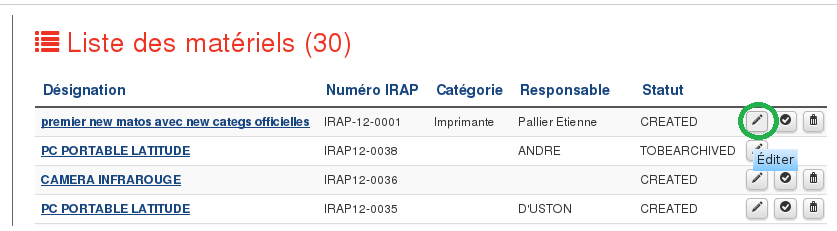 Liste des matériels (30)
Désignation Numéro IRAP Catégorie Responsable Statut
premier new matos avec new categs officielles IRAP-12-0001 Imprimante Pallier Etienne CREATED
PC PORTABLE LATITUDE IRAP12-0038 ANDRE TOBEARCHIVED
Éditer
CAMERA INFRAROUGE IRAP12-0036 CREATED
PC PORTABLE LATITUDE IRAP12-0035 D'USTON CREATED